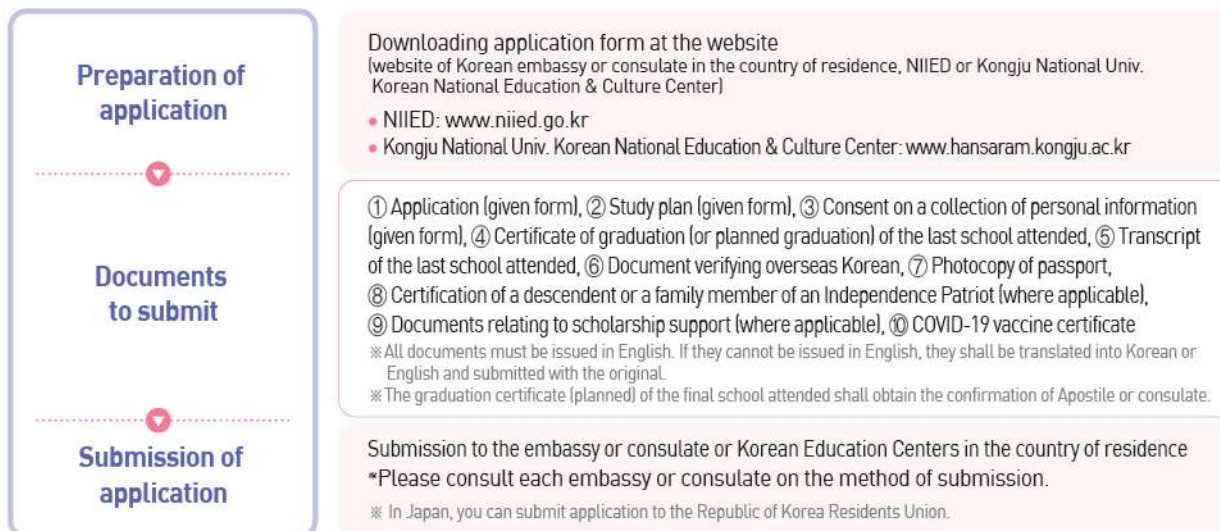 Preparation of
application
Downloading application form at the website
(website of Korean embassy or consulate in the country of residence, NIIED or Kongju National Univ.
Korean National Education & Culture Center)
• NIIED: www.niied.go.kr
• Kongju National Univ. Korean National Education & Culture Center: www.hansaram.kongju.ac.kr
Documents
to submit
① Application (given form), ② Study plan (given form), ③ Consent on a collection of personal information
(given form), ④ Certificate of graduation (or planned graduation) of the last school attended, ⑤ Transcript
of the last school attended, ⑥ Document verifying overseas Korean, ⑦ Photocopy of passport,
⑧ Certification of a descendent or a family member of an Independence Patriot (where applicable),
⑨ Documents relating to scholarship support (where applicable), ⑩ COVID-19 vaccine certificate
※ All documents must be issued in English. If they cannot be issued in English, they shall be translated into Korean or
English and submitted with the original.
※ The graduation certificate (planned) of the final school attended shall obtain the confirmation of Apostile or consulate.
Submission of
application
Submission to the embassy or consulate or Korean Education Centers in the country of residence
*Please consult each embassy or consulate on the method of submission.
※ In Japan, you can submit application to the Republic of Korea Residents Union.